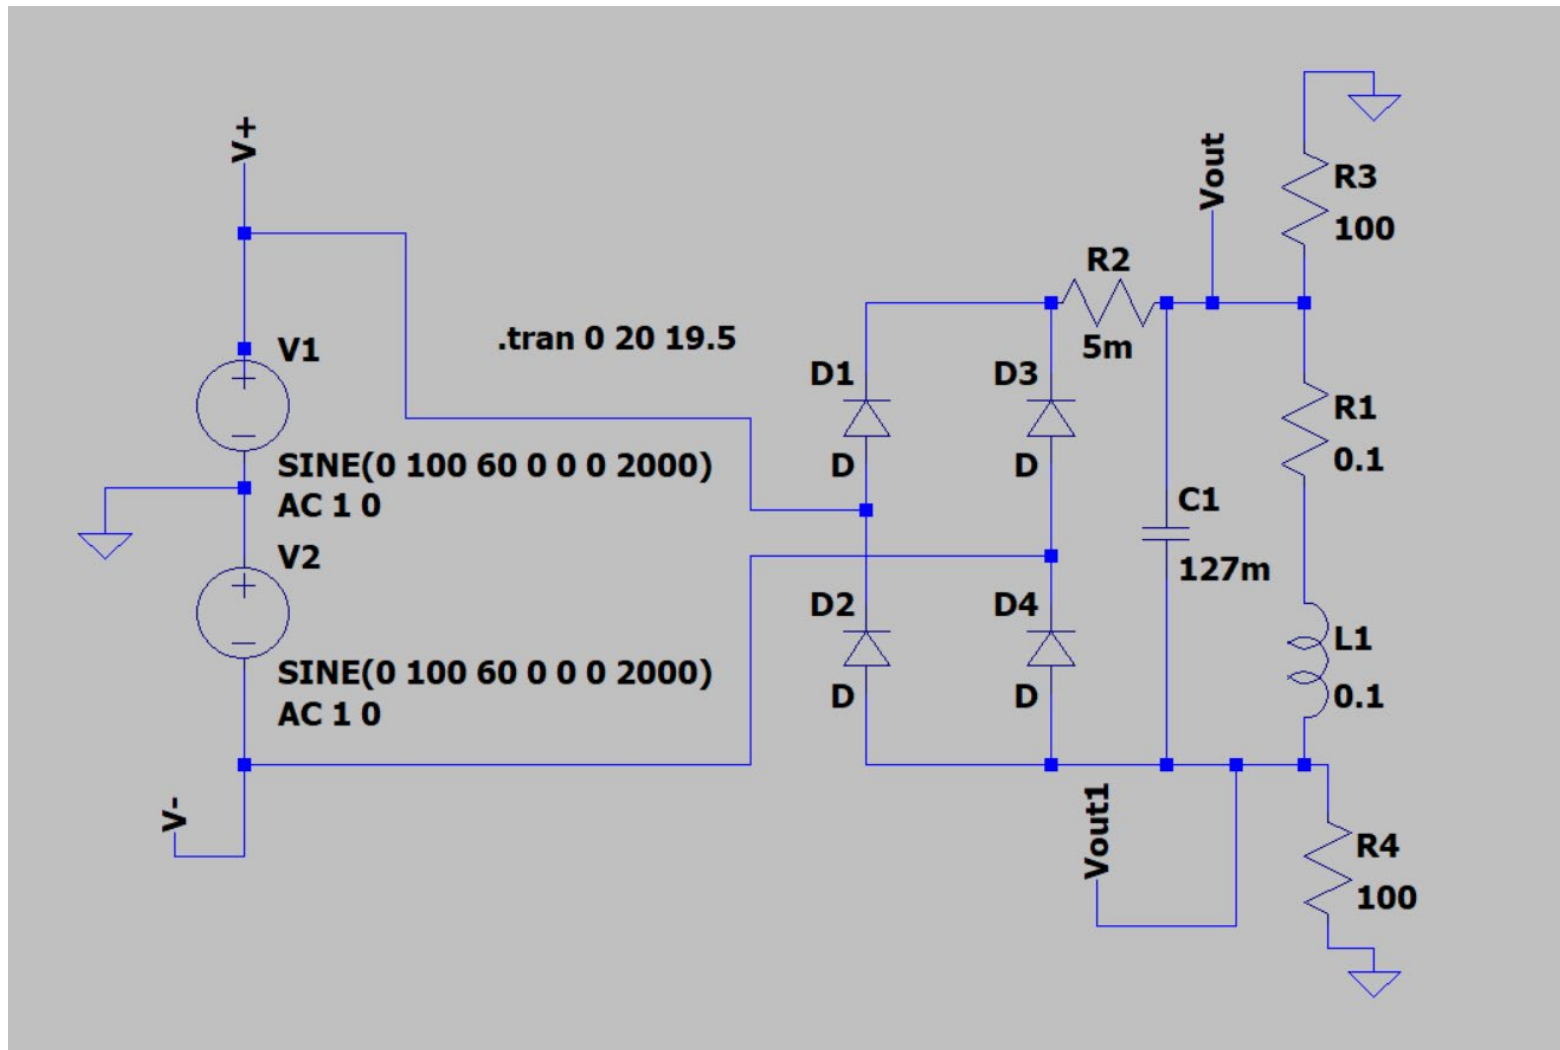 V+
Vout
R3
100
R2
5m
.tran 0 20 19.5
V1
D1
D3
R1
0.1
SINE(0 100 60 0 0 0 2000)
AC 1 0
D
D
C1
127m
V2
D2
D4
L1
0.1
SINE(0 100 60 0 0 0 2000)
AC 1 0
D
D
V-
Vout1
R4
100